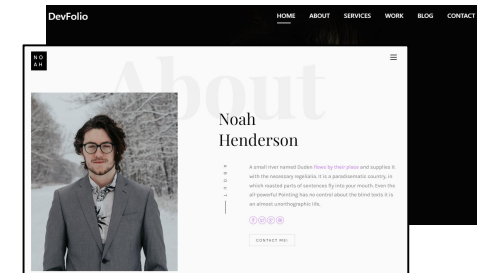 DevFolio
HOME ABOUT SERVICES WORK BLOG CONTACT
NO
AH
About
Noah
Henderson
ABOUT
A small river named Duden flows by their place and supplies it
with the necessary regelialia. It is a paradisematic country, in
which roasted parts of sentences fly into your mouth. Even the
all-powerful Pointing has no control about the blind texts it is
an almost unorthographic life.
CONTACT ME!